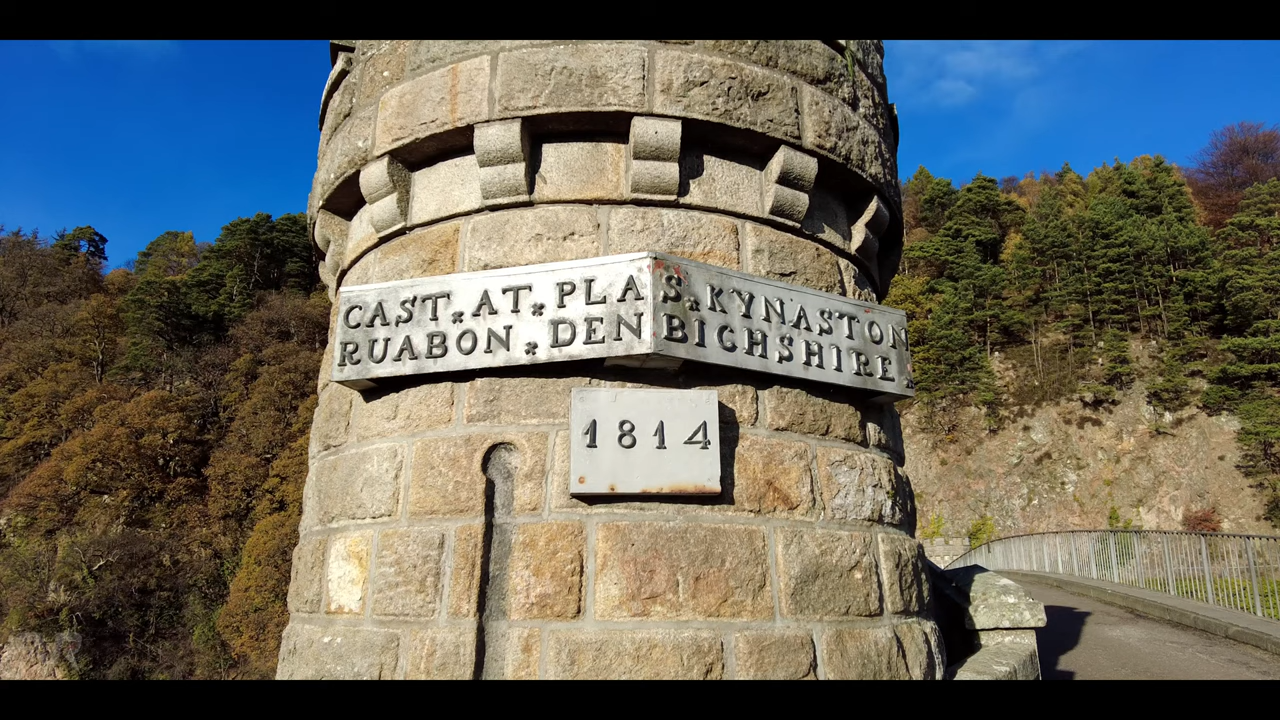 CAST × AT × PLAS × KYNASTON
RUABON × DENBIGHSHIRE
1814